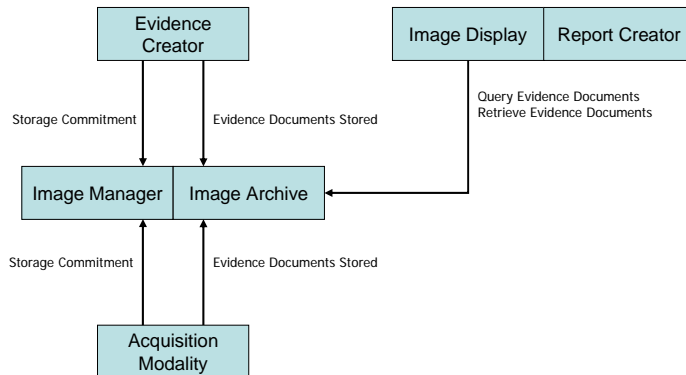 Evidence
Creator
Image Display
Report Creator
Query Evidence Documents
Retrieve Evidence Documents
Storage Commitment
Evidence Documents Stored
Image Manager
Image Archive
Storage Commitment
Evidence Documents Stored
Acquisition
Modality